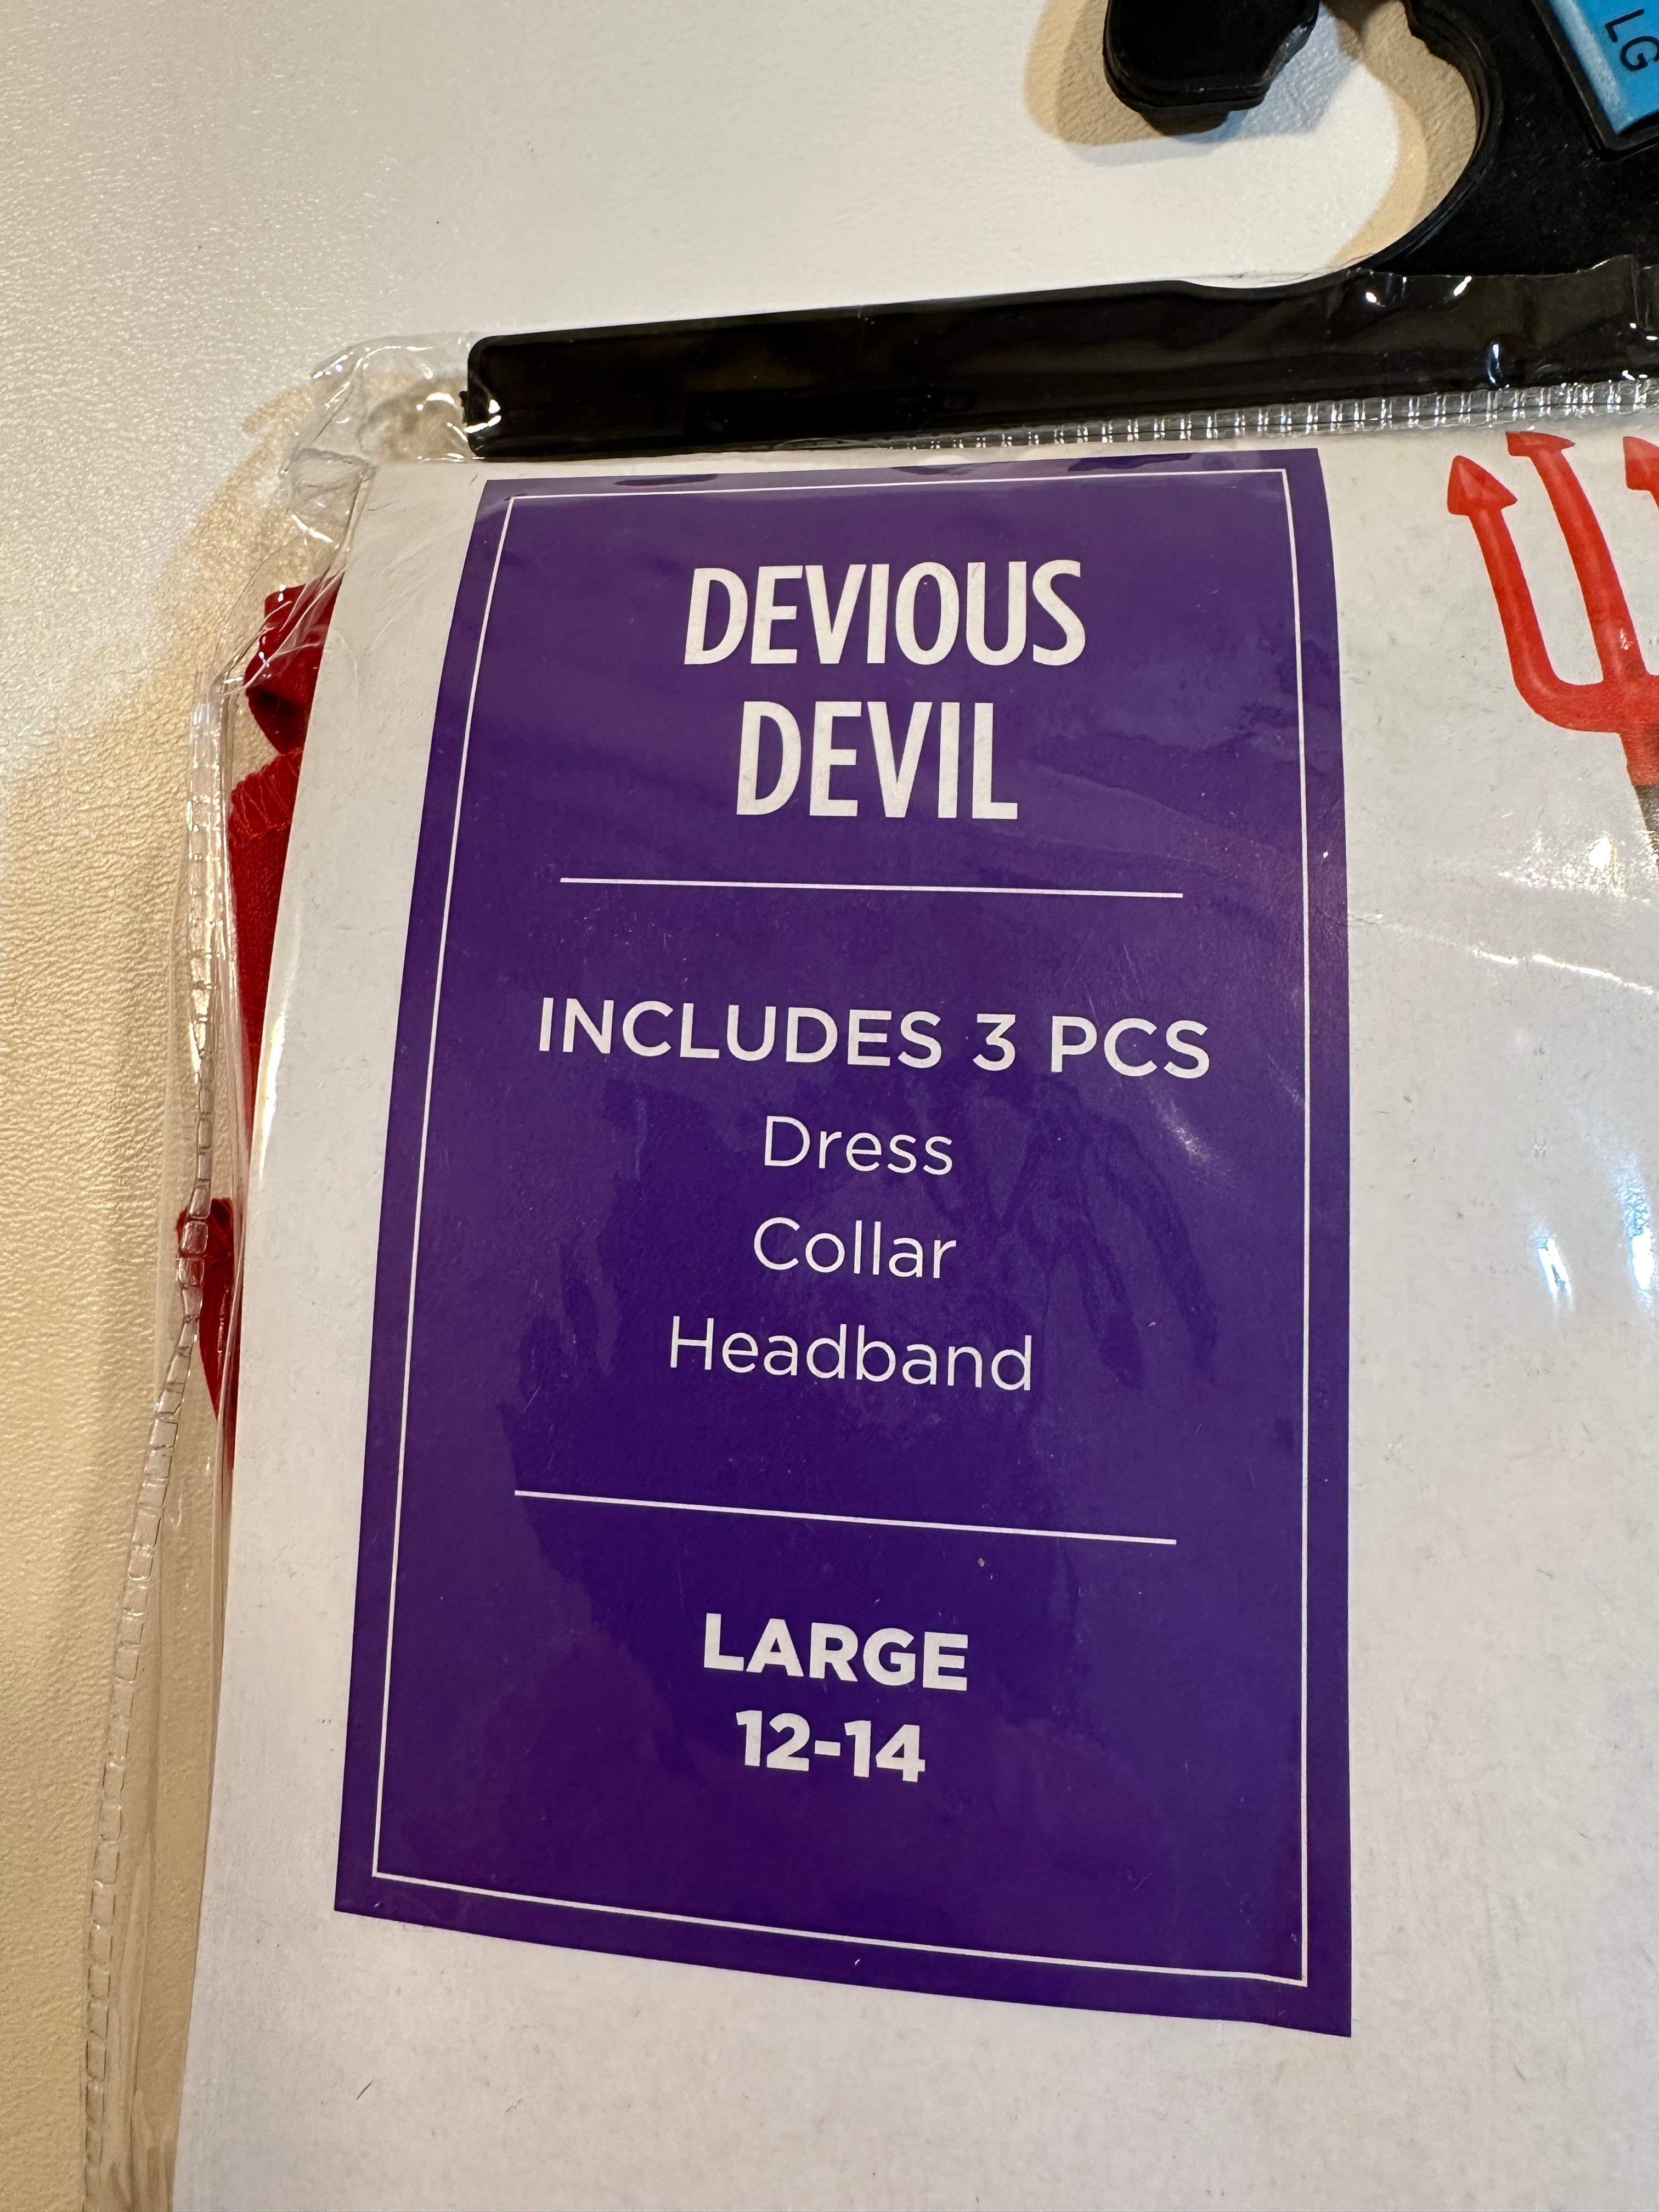 LG
DEVIOUS
DEVIL
INCLUDES 3 PCS
Dress
Collar
Headband
LARGE
12-14